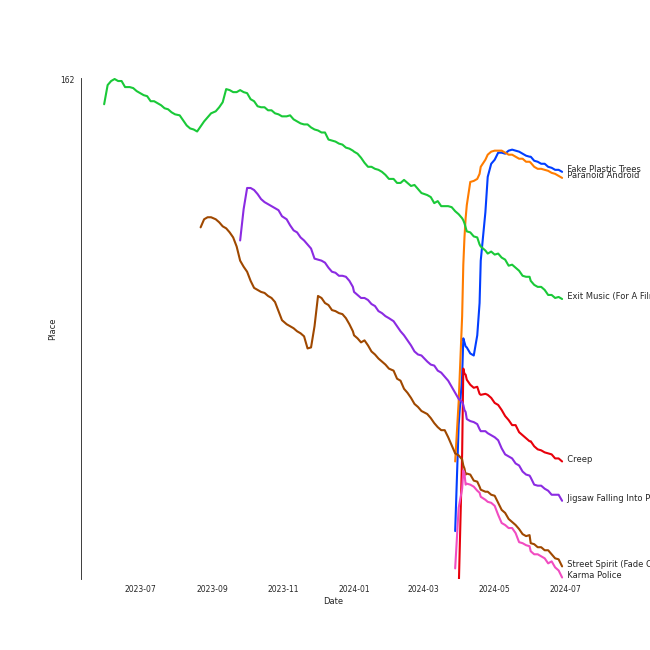 162
Fake Plastic Trees
Paranoid Android
Exit Music (For A Fil
Place
Creep
Jigsaw Falling Into P
Street Spirit (Fade O
Karma Police
2023-07 2023-09 2023-11 2024-01 2024-03 2024-05 2024-07
Date